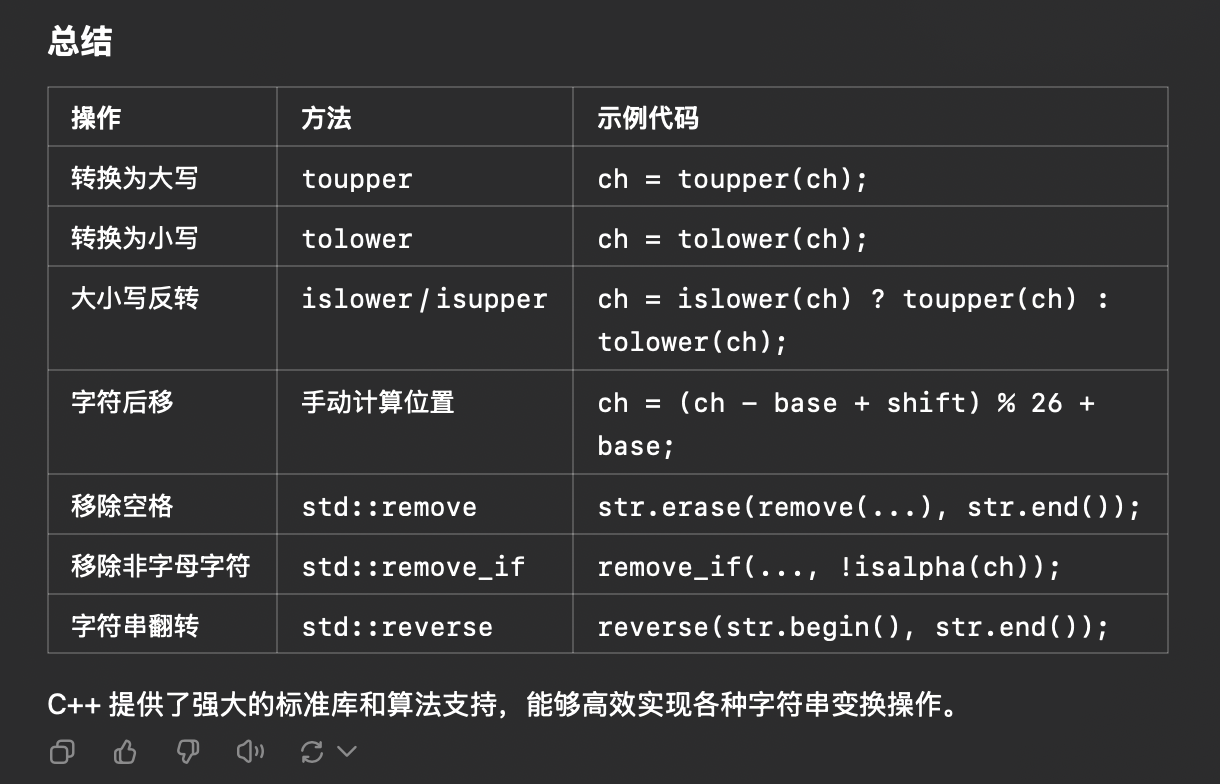 总结
操作 方法 示例代码
转换为大写 toupper ch = toupper(ch);
转换为小写 tolower ch = tolower(ch);
大小写反转 islower / isupper ch = islower(ch) ? toupper(ch) :
tolower(ch);
字符后移 手动计算位置 ch = (ch - base + shift) % 26 +
base;
移除空格 std::remove str.erase(remove(...), str.end());
移除非字母字符 std::remove_if remove_if(..., !isalpha(ch));
字符串翻转 std::reverse reverse(str.begin(), str.end());
C++ 提供了强大的标准库和算法支持，能够高效实现各种字符串变换操作。